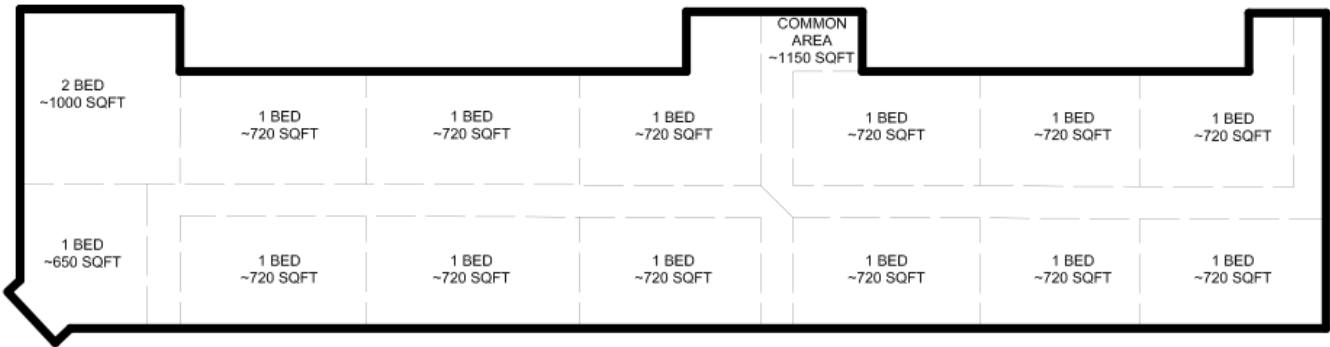 COMMON
AREA
~1150 SQFT
2 BED
~1000 SQFT
1 BED
~720 SQFT
1 BED
~720 SQFT
1 BED
~720 SQFT
1 BED
~720 SQFT
1 BED
~720 SQFT
1 BED
~720 SQFT
1 BED
~650 SQFT
1 BED
~720 SQFT
1 BED
~720 SQFT
1 BED
~720 SQFT
1 BED
~720 SQFT
1 BED
~720 SQFT
1 BED
~720 SQFT